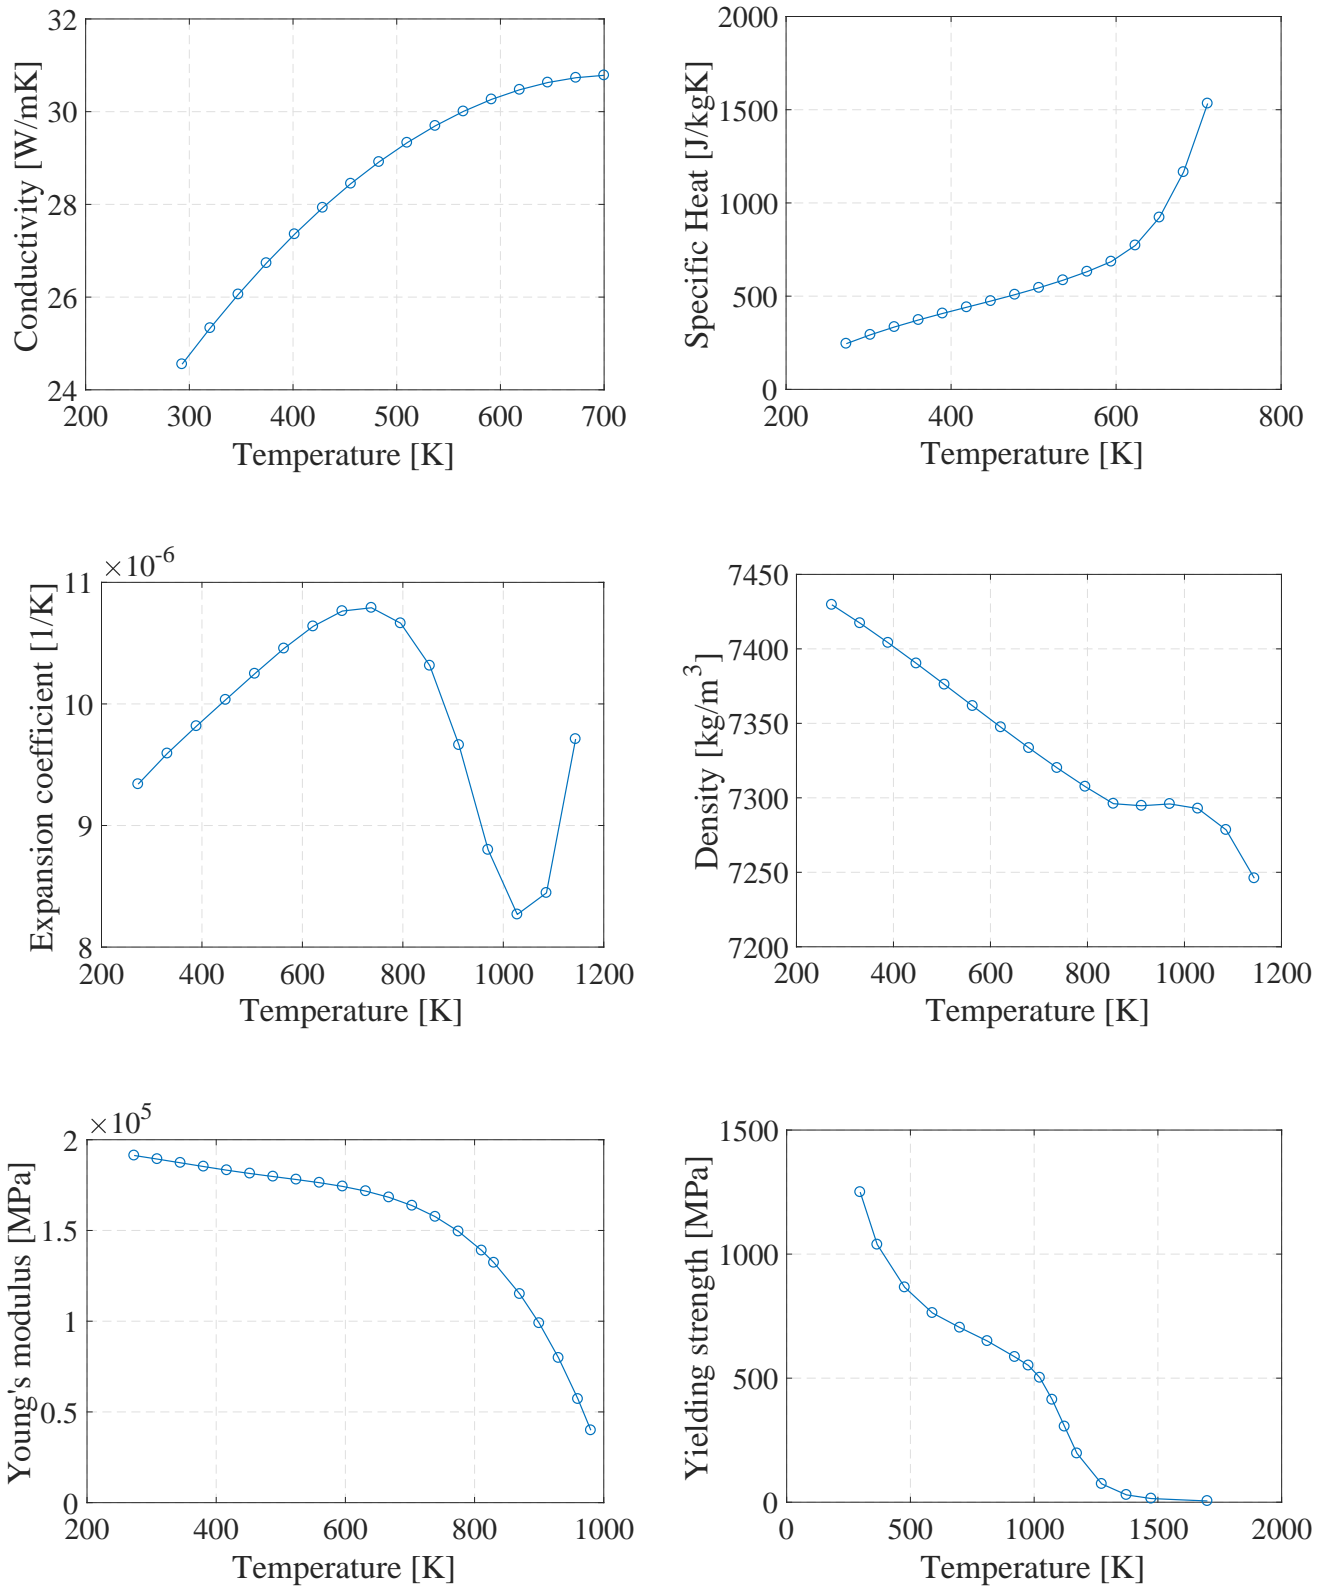 32
30
28
26
24
200 300 400 500 600 700
Temperature [K]
Conductivity [W/mK]
2000
1500
1000
500
0
200 400 600 800
Temperature [K]
Specific Heat [J/kgK]
×10-6
11
10
9
8
200 400 600 800 1000 1200
Temperature [K]
Expansion coefficient [1/K]
7450
7400
7350
7300
7250
7200
200 400 600 800 1000 1200
Temperature [K]
Density [kg/m3]
×105
2
1.5
1
0.5
0
200 400 600 800 1000
Temperature [K]
Young's modulus [MPa]
1500
1000
500
0
0 500 1000 1500 2000
Temperature [K]
Yielding strength [MPa]